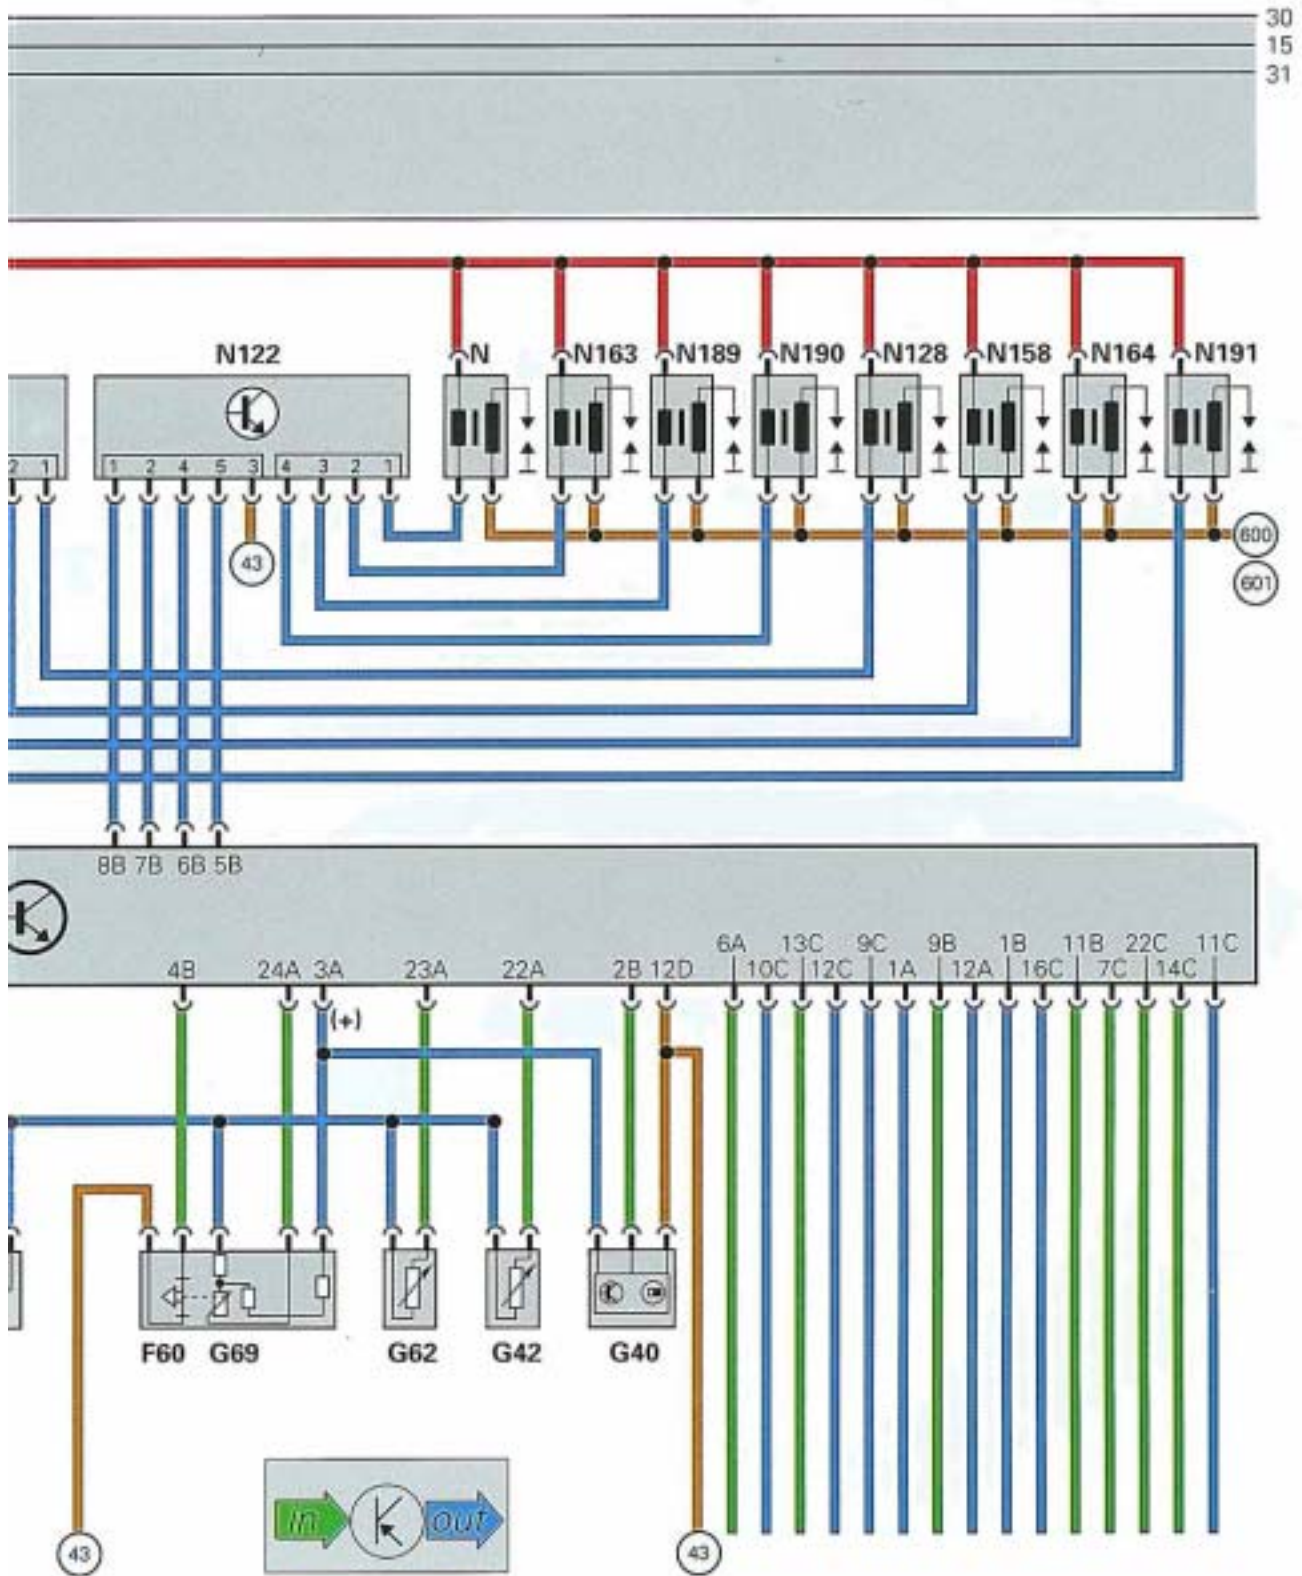 30
15
31
N122 N N163 N189 N190 N128 N158 N164 N191
2 1 1 2 4 5 3 4 3 2 1
43
600
601
8B 7B 6B 5B
6A 13C 9C 9B 1B 11B 22C 11C
4B 24A 3A 23A 22A 2B 12D 10C 12C 1A 12A 16C 7C 14C
(+)
F60 G69 G62 G42 G40
in out
43 43